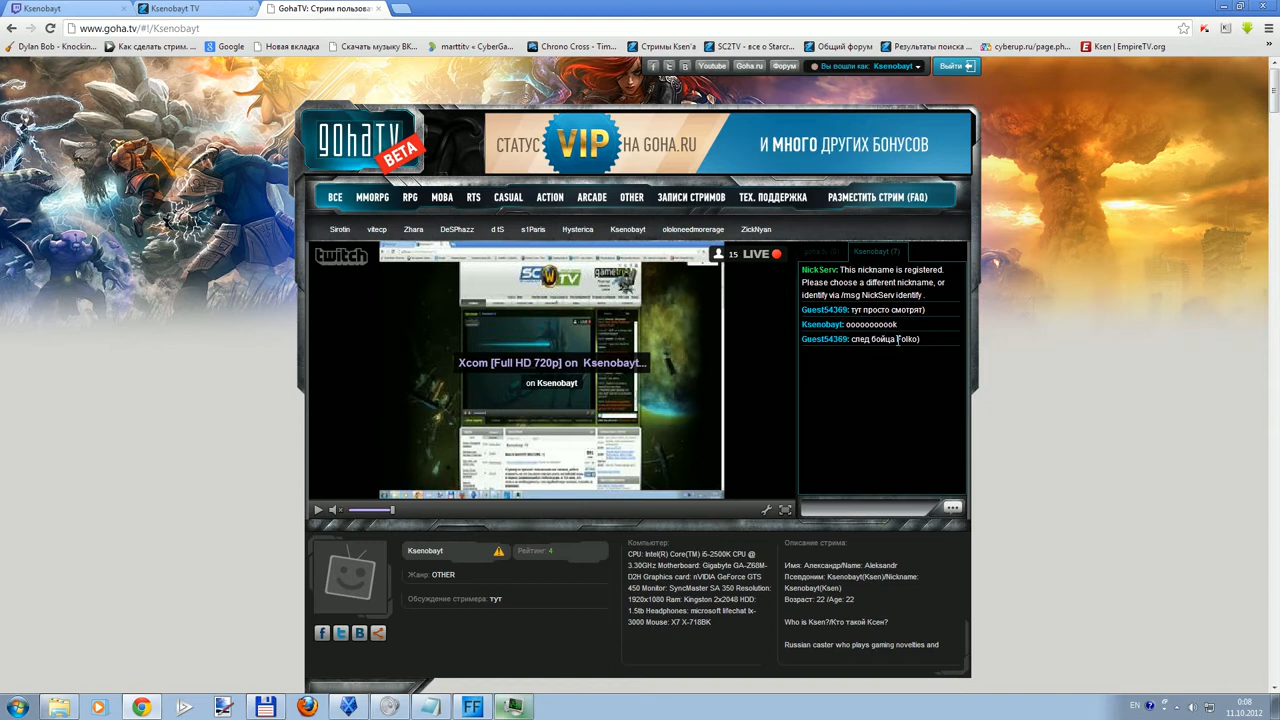 Ksenobayt
Ksenobayt TV
GohaTV: Стрим пользова
www.goha.tv/#!/Ksenobayt
Dylan Bob - Knockin...
Как сделать стрим. ...
Google
Новая вкладка
Скачать музыку ВК...
marttitv « CyberGa...
Chrono Cross - Tim...
Стримы Ksen'a
SC2TV - все о Starcr...
Общий форум
Результаты поиска ...
cyberup.ru/page.ph...
Ksen | EmpireTV.org
Youtube
Goha.ru
Форум
Вы вошли как: Ksenobayt
Выйти
gohaTV
BETA
СТАТУС VIP НА GOHA.RU
И МНОГО ДРУГИХ БОНУСОВ
ВСЕ
MMORPG
RPG
MOBA
RTS
CASUAL
ACTION
ARCADE
OTHER
ЗАПИСИ СТРИМОВ
ТЕХ. ПОДДЕРЖКА
РАЗМЕСТИТЬ СТРИМ (FAQ)
Sirotin
vitecp
Zhara
DeSPhazz
d tS
s1Paris
Hysterica
Ksenobayt
ololoneedmorerage
ZickNyan
twitch
15 LIVE
SC TV
gametre
Xcom [Full HD 720p] on Ksenobayt...
on Ksenobayt
Ksenobayt (7)
NickServ: This nickname is registered.
Please choose a different nickname, or
identify via /msg NickServ identify .
Guest54369: тут просто смотрят)
Ksenobayt: ooooooooook
Guest54369: след бойца Folko)
Ksenobayt
Рейтинг: 4
Жанр: OTHER
Обсуждение стримера: тут
Компьютер:
CPU: Intel(R) Core(TM) i5-2500K CPU @
3.30GHz Motherboard: Gigabyte GA-Z68M-
D2H Graphics card: nVIDIA GeForce GTS
450 Monitor: SyncMaster SA 350 Resolution:
1920x1080 Ram: Kingston 2x2048 HDD:
1.5tb Headphones: microsoft lifechat lx-
3000 Mouse: X7 X-718BK
Описание стрима:
Имя: Александр/Name: Aleksandr
Псевдоним: Ksenobayt(Ksen)/Nickname:
Ksenobayt(Ksen)
Возраст: 22 /Age: 22
Who is Ksen?/Кто такой Ксен?
Russian caster who plays gaming novelties and
EN
0:08
11.10.2012